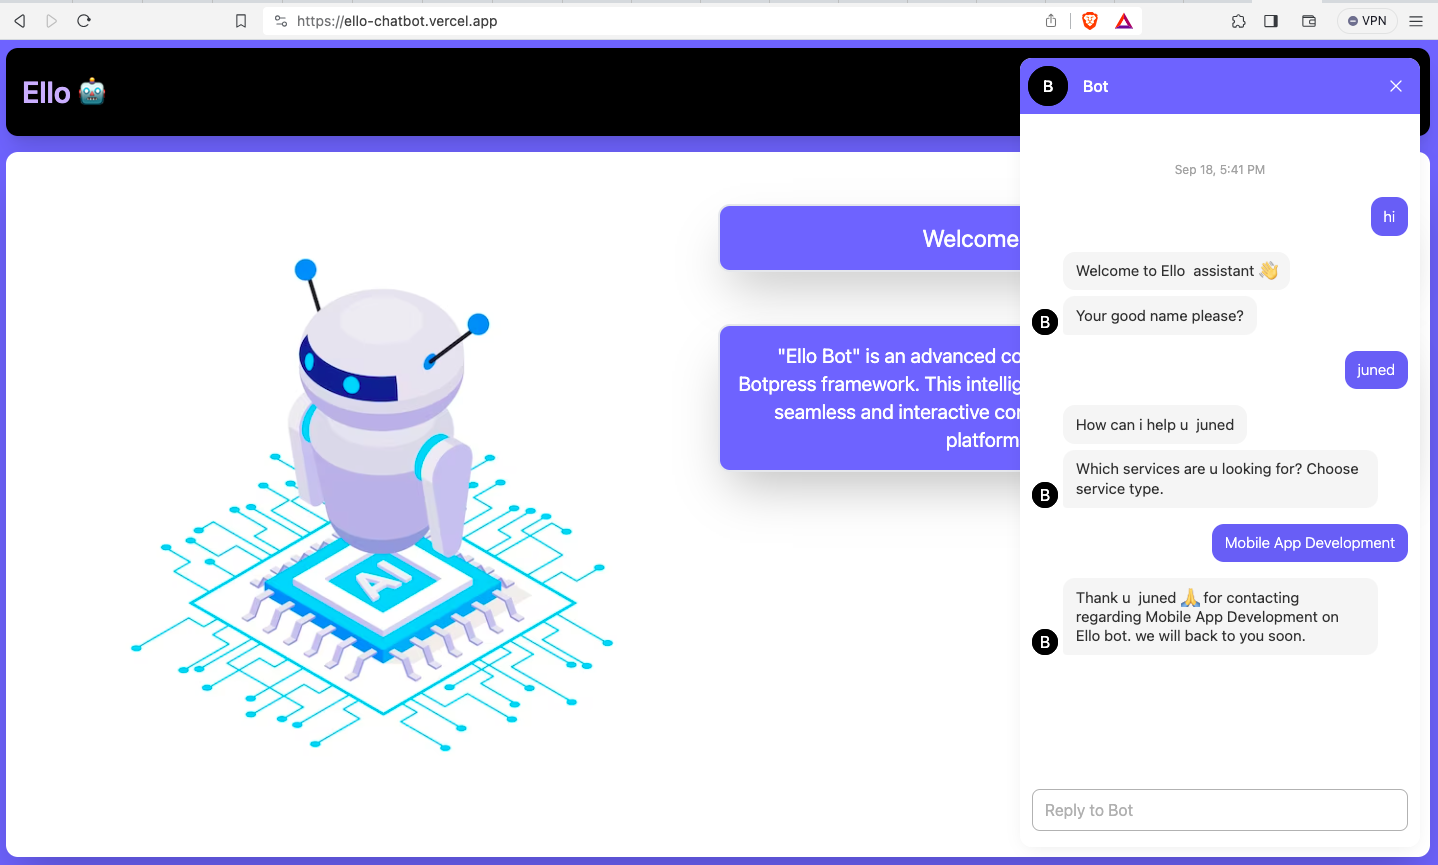 https://ello-chatbot.vercel.app
VPN
Ello 🤖
B
Bot
Sep 18, 5:41 PM
hi
Welcome to Ello  assistant 👋
Your good name please?
B
juned
How can i help u  juned
Which services are u looking for? Choose
service type.
B
Mobile App Development
Thank u  juned 🙏 for contacting
regarding Mobile App Development on
Ello bot. we will back to you soon.
B
Reply to Bot
Welcome
"Ello Bot" is an advanced co
Botpress framework. This intellig
seamless and interactive cor
platform
AI